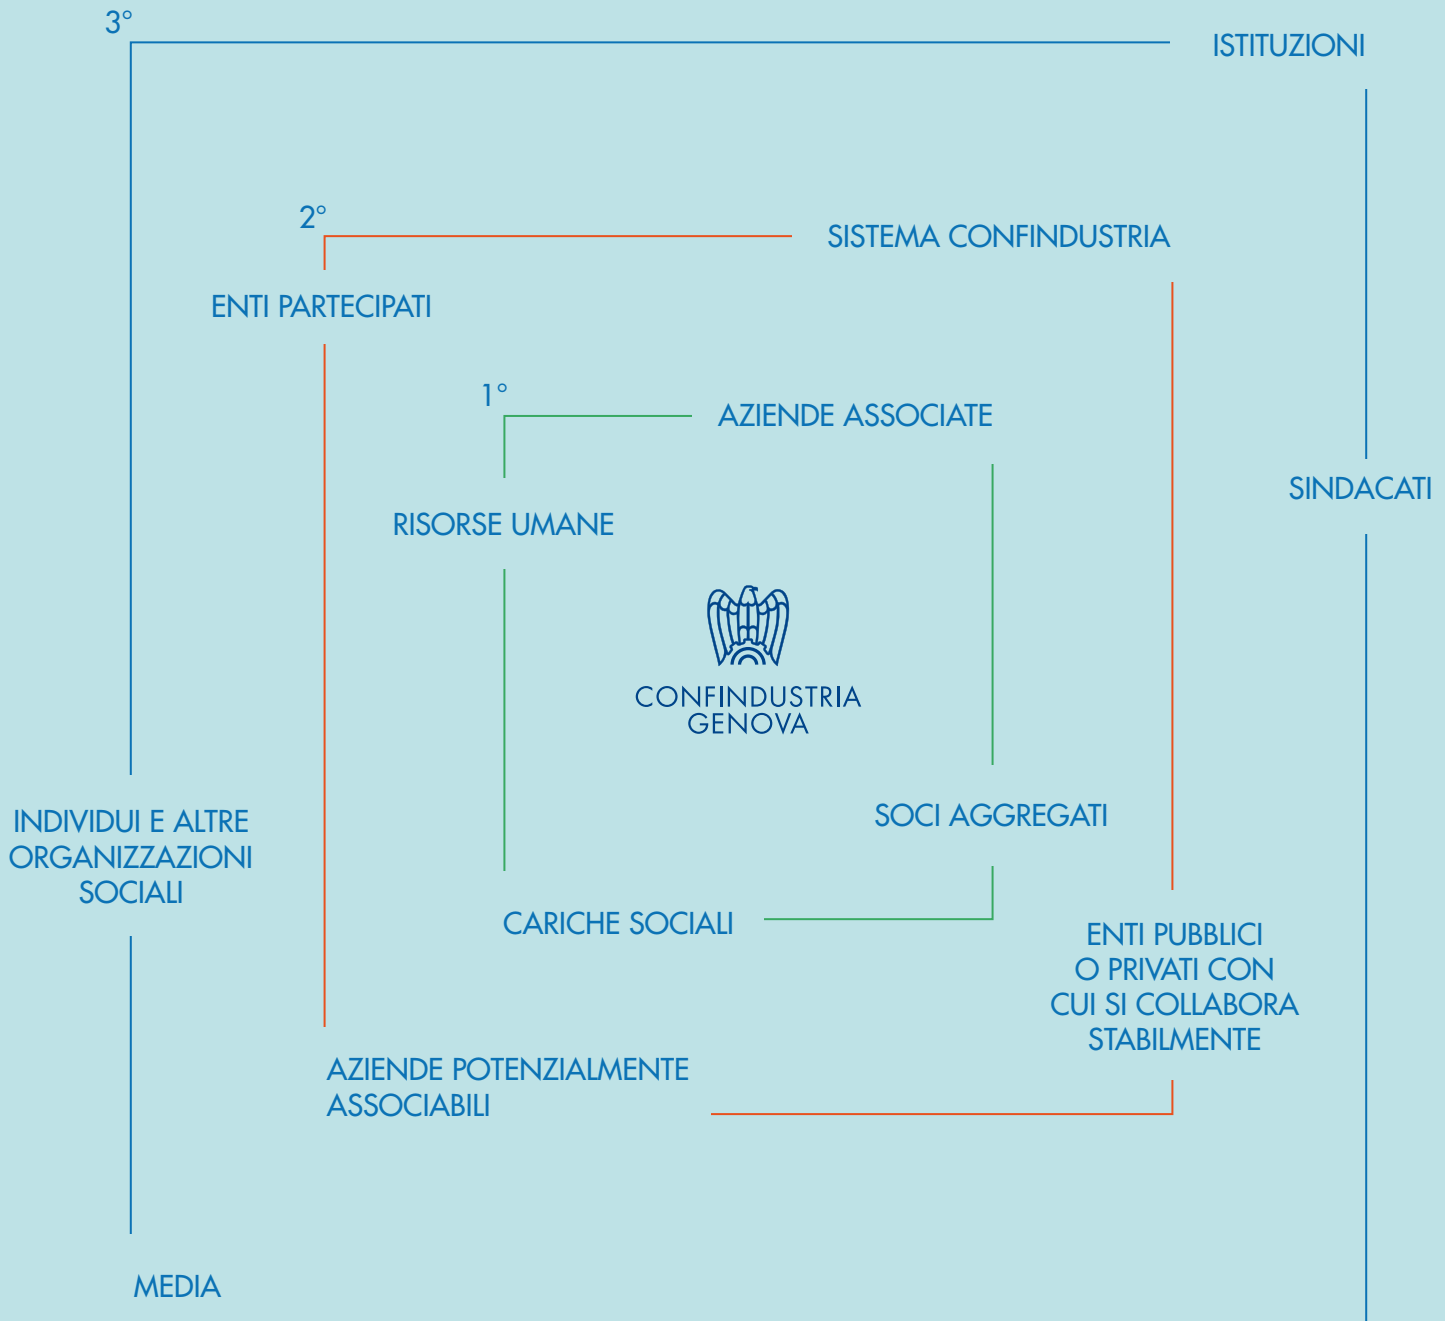 3°
ISTITUZIONI
2°
SISTEMA CONFINDUSTRIA
ENTI PARTECIPATI
1°
AZIENDE ASSOCIATE
SINDACATI
RISORSE UMANE
CONFINDUSTRIA
GENOVA
INDIVIDUI E ALTRE
ORGANIZZAZIONI
SOCIALI
SOCI AGGREGATI
CARICHE SOCIALI
ENTI PUBBLICI
O PRIVATI CON
CUI SI COLLABORA
STABILMENTE
AZIENDE POTENZIALMENTE
ASSOCIABILI
MEDIA